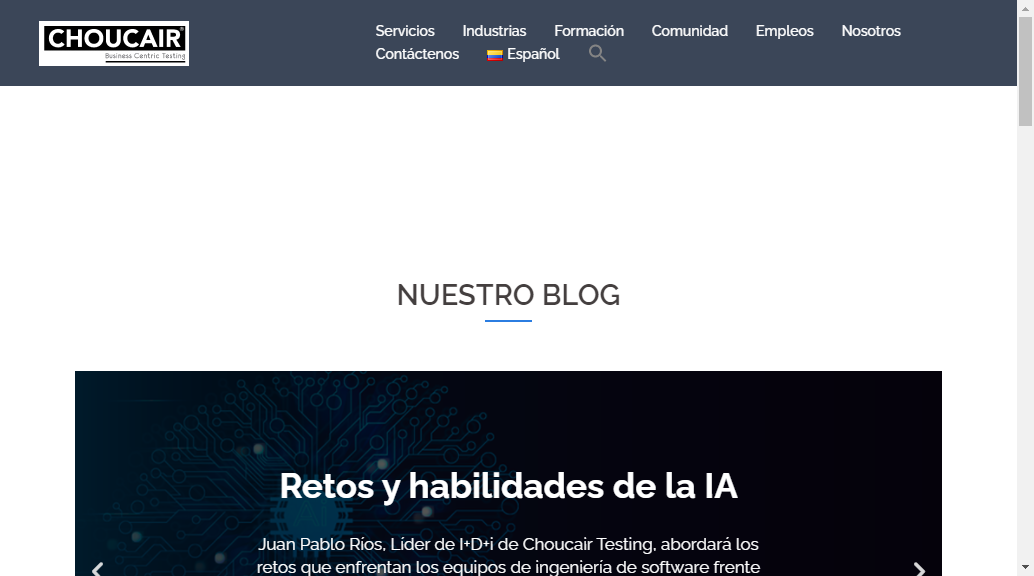 CHOUCAIR
Business Centric Testing
Servicios Industrias Formación Comunidad Empleos Nosotros
Contáctenos Español
NUESTRO BLOG
Retos y habilidades de la IA
Juan Pablo Ríos, Líder de I+D+i de Choucair Testing, abordará los
retos que enfrentan los equipos de ingeniería de software frente